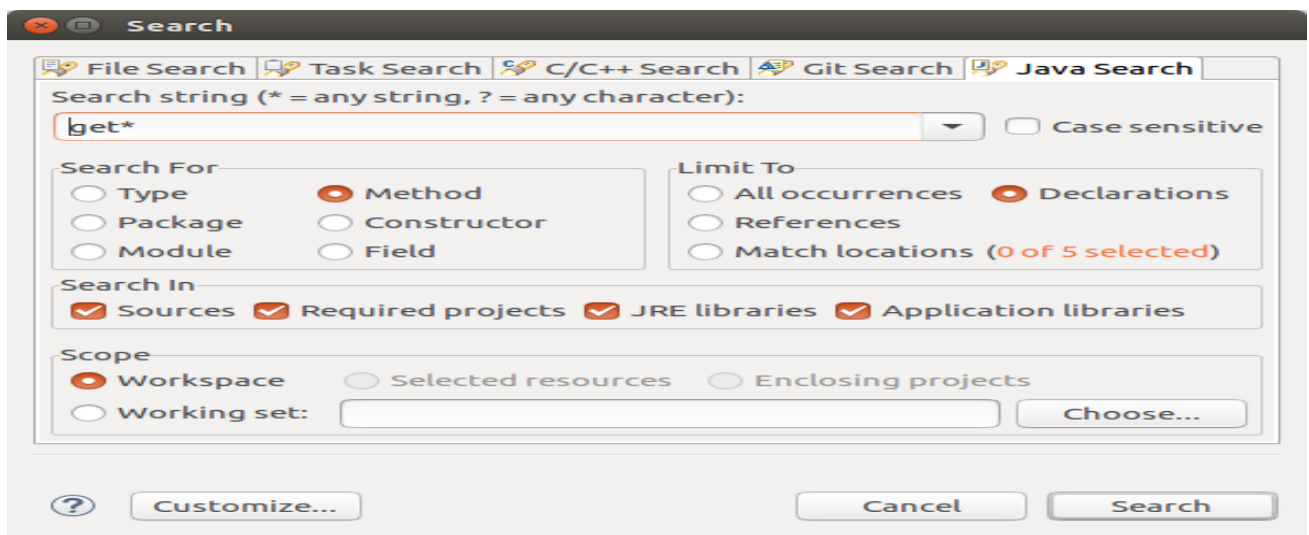 Search
File Search Task Search C/C++ Search Git Search Java Search
Search string (* = any string, ? = any character):
get* Case sensitive
Search For Limit To
Type Method All occurrences Declarations
Package Constructor References
Module Field Match locations (0 of 5 selected)
Search In
Sources Required projects JRE libraries Application libraries
Scope
Workspace Selected resources Enclosing projects
Working set: Choose...
? Customize... Cancel Search